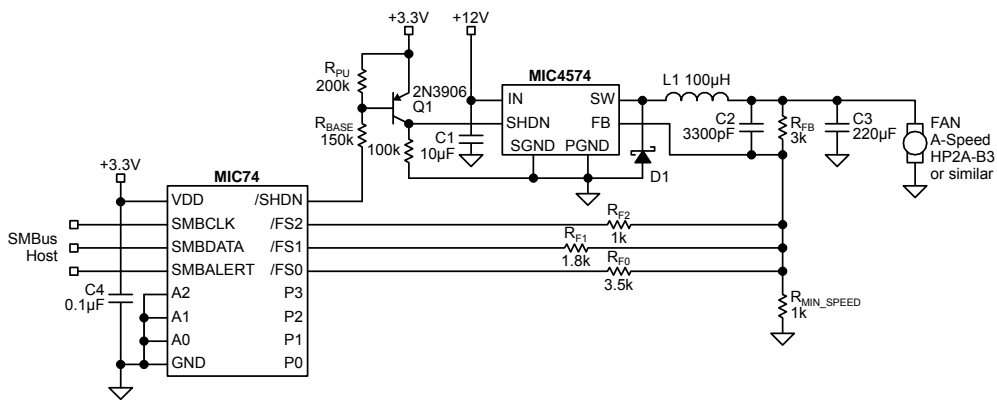 +3.3V
+12V
R_PU
200k
2N3906
Q1
R_BASE
150k
100k
C1
10µF
MIC4574
IN
SHDN
SGND
PGND
SW
FB
L1 100µH
C2
3300pF
R_FB
3k
C3
220µF
FAN
A-Speed
HP2A-B3
or similar
D1
+3.3V
MIC74
VDD
SMBCLK
SMBDATA
SMBALERT
A2
A1
A0
GND
/SHDN
/FS2
/FS1
/FS0
P3
P2
P1
P0
SMBus
Host
C4
0.1µF
R_F2
1k
R_F1
1.8k
R_F0
3.5k
R_MIN_SPEED
1k